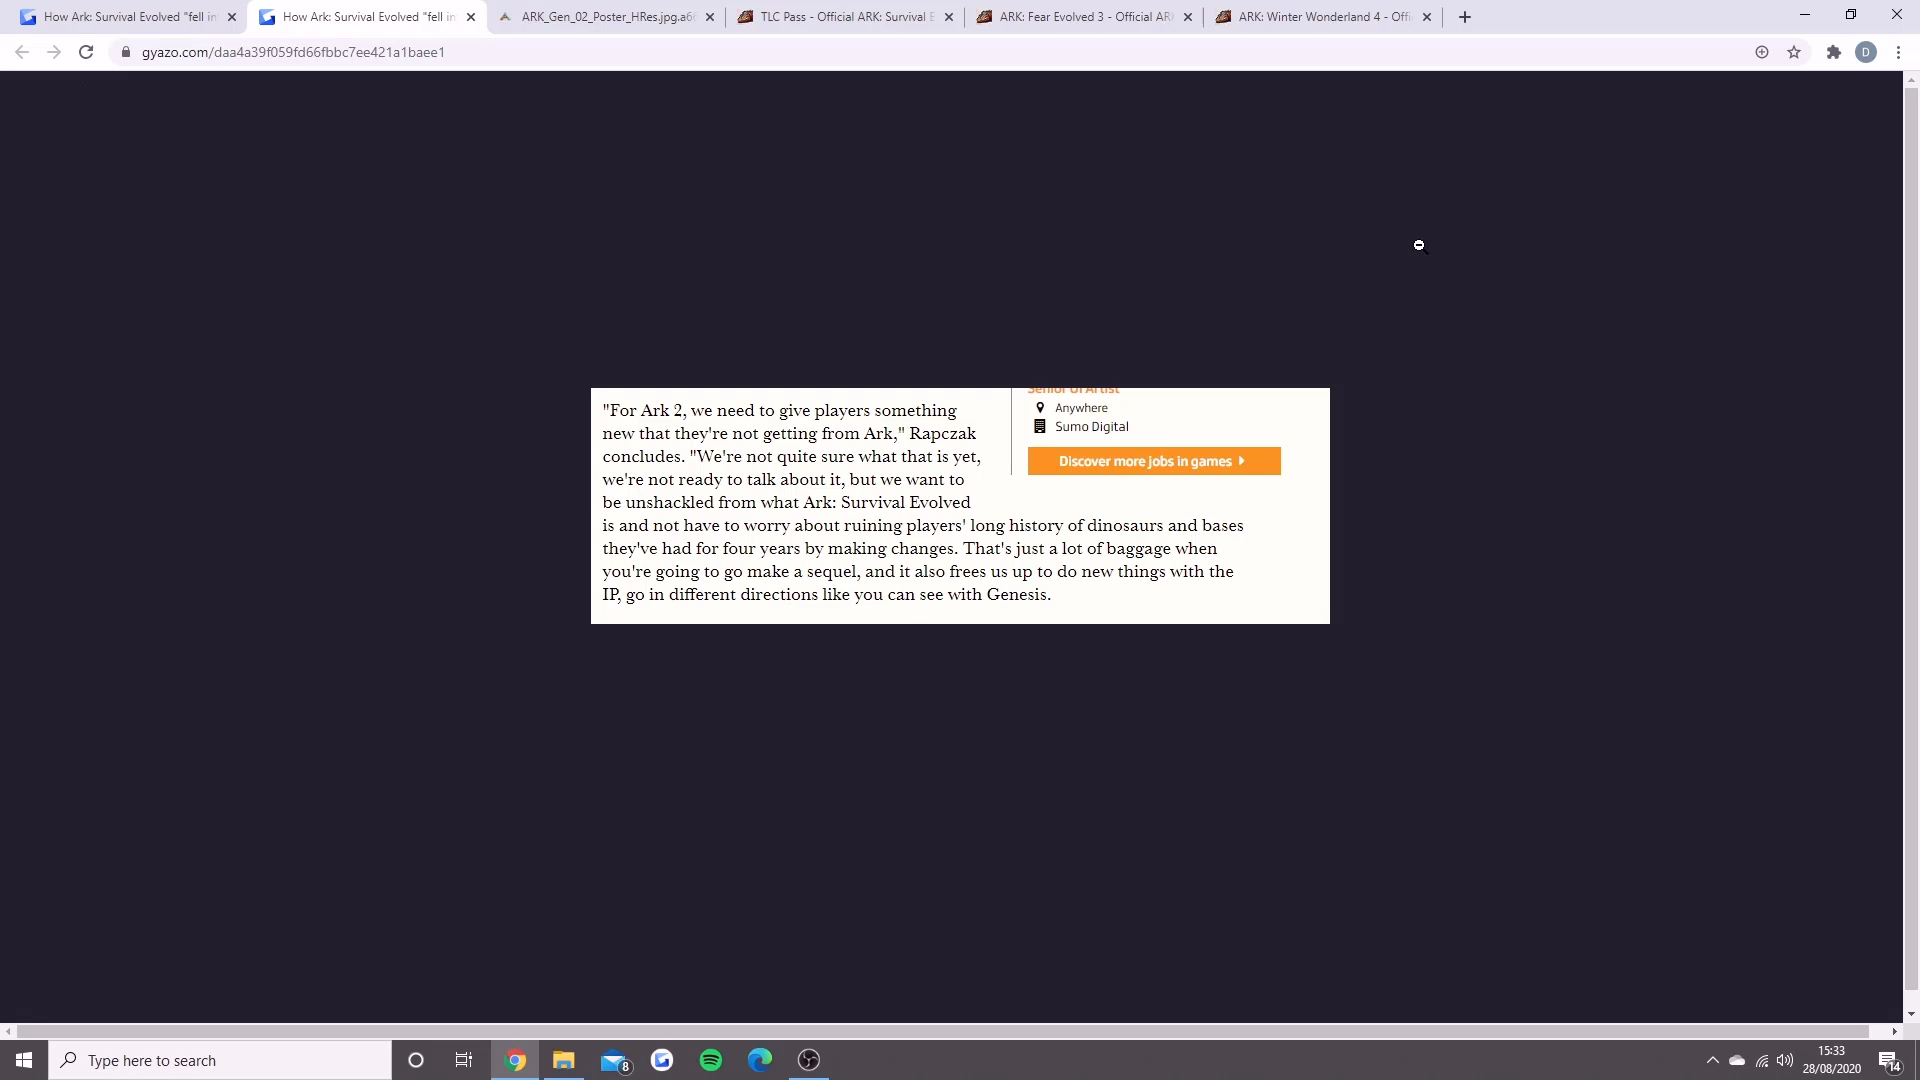 How Ark: Survival Evolved "fell in
How Ark: Survival Evolved "fell in
ARK_Gen_02_Poster_HRes.jpg.a6
TLC Pass - Official ARK: Survival E
ARK: Fear Evolved 3 - Official AR
ARK: Winter Wonderland 4 - Offi
gyazo.com/daa4a39f059fd66fbbc7ee421a1baee1
D
Senior UI Artist
Anywhere
Sumo Digital
Discover more jobs in games
"For Ark 2, we need to give players something
new that they're not getting from Ark," Rapczak
concludes. "We're not quite sure what that is yet,
we're not ready to talk about it, but we want to
be unshackled from what Ark: Survival Evolved
is and not have to worry about ruining players' long history of dinosaurs and bases
they've had for four years by making changes. That's just a lot of baggage when
you're going to go make a sequel, and it also frees us up to do new things with the
IP, go in different directions like you can see with Genesis.
Type here to search
8
15:33
28/08/2020
14